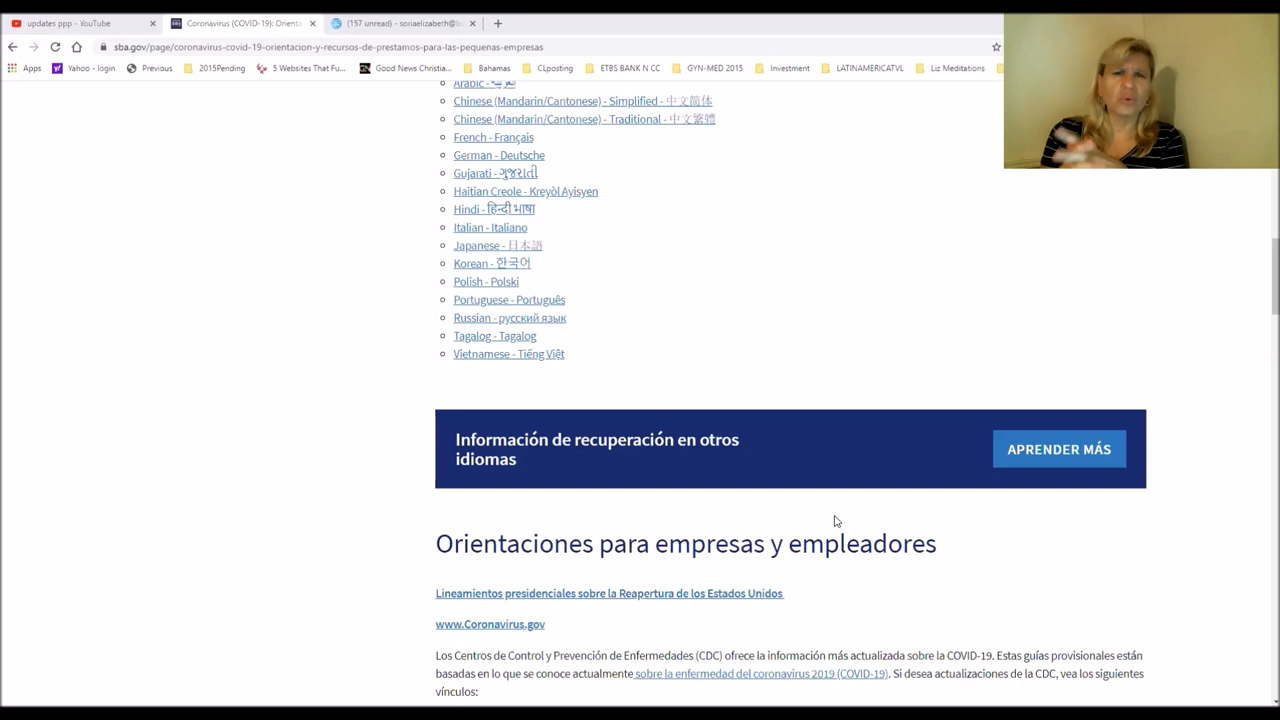 updates ppp - YouTube
Coronavirus (COVID-19): Orienta
(157 unread) - soriaelizabeth@b
sba.gov/page/coronavirus-covid-19-orientacion-y-recursos-de-prestamos-para-las-pequenas-empresas
Apps
Yahoo - login
Previous
2015Pending
5 Websites That Fu...
Good News Christia...
Bahamas
CLposting
ETBS BANK N CC
GYN-MED 2015
Investment
LATINAMERICATVL
Liz Meditations
Arabic -
Chinese (Mandarin/Cantonese) - Simplified - 中文简体
Chinese (Mandarin/Cantonese) - Traditional - 中文繁體
French - Français
German - Deutsche
Gujarati - ગુજરાતી
Haitian Creole - Kreyòl Ayisyen
Hindi - हिन्दी भाषा
Italian - Italiano
Japanese - 日本語
Korean - 한국어
Polish - Polski
Portuguese - Português
Russian - русский язык
Tagalog - Tagalog
Vietnamese - Tiếng Việt
Información de recuperación en otros
idiomas
APRENDER MÁS
Orientaciones para empresas y empleadores
Lineamientos presidenciales sobre la Reapertura de los Estados Unidos
www.Coronavirus.gov
Los Centros de Control y Prevención de Enfermedades (CDC) ofrece la información más actualizada sobre la COVID-19. Estas guías provisionales están
basadas en lo que se conoce actualmente sobre la enfermedad del coronavirus 2019 (COVID-19). Si desea actualizaciones de la CDC, vea los siguientes
vínculos: